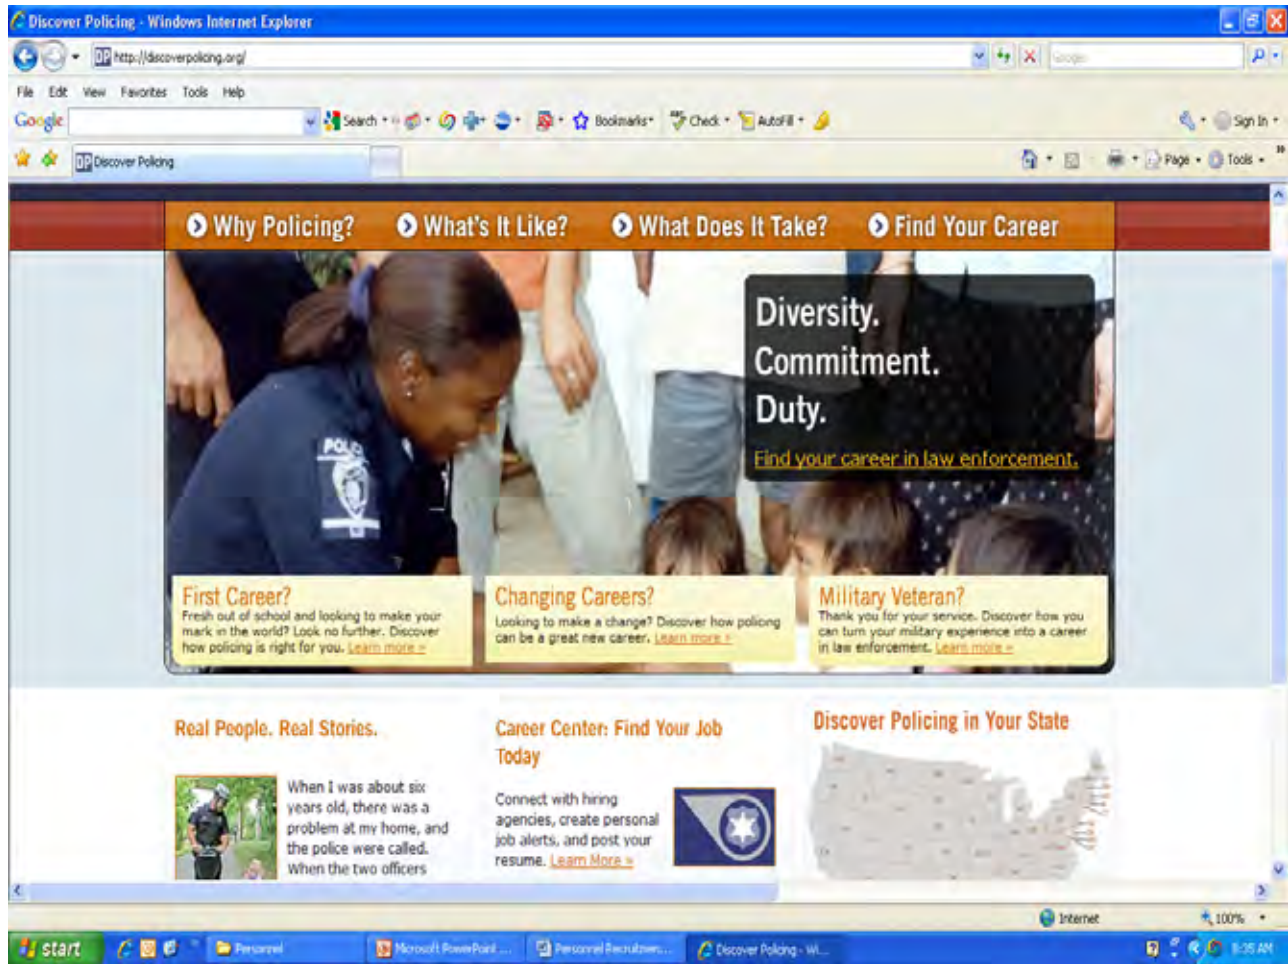 Discover Policing - Windows Internet Explorer
DP http://discoverpolicing.org/
Google
File Edit View Favorites Tools Help
Google Search Bookmarks Check AutoFill Sign In
DP Discover Policing Page Tools
Why Policing? What's It Like? What Does It Take? Find Your Career
Diversity.
Commitment.
Duty.
Find your career in law enforcement.
POLICE
First Career?
Fresh out of school and looking to make your
mark in the world? Look no further. Discover
how policing is right for you. Learn more »
Changing Careers?
Looking to make a change? Discover how policing
can be a great new career. Learn more »
Military Veteran?
Thank you for your service. Discover how you
can turn your military experience into a career
in law enforcement. Learn more »
Real People. Real Stories.
When I was about six
years old, there was a
problem at my home, and
the police were called.
When the two officers
Career Center: Find Your Job
Today
Connect with hiring
agencies, create personal
job alerts, and post your
resume. Learn More »
Discover Policing in Your State
Internet 100%
start Personnel Microsoft PowerPoint ... Personnel Recruitmen... Discover Policing - Wi... 8:35 AM